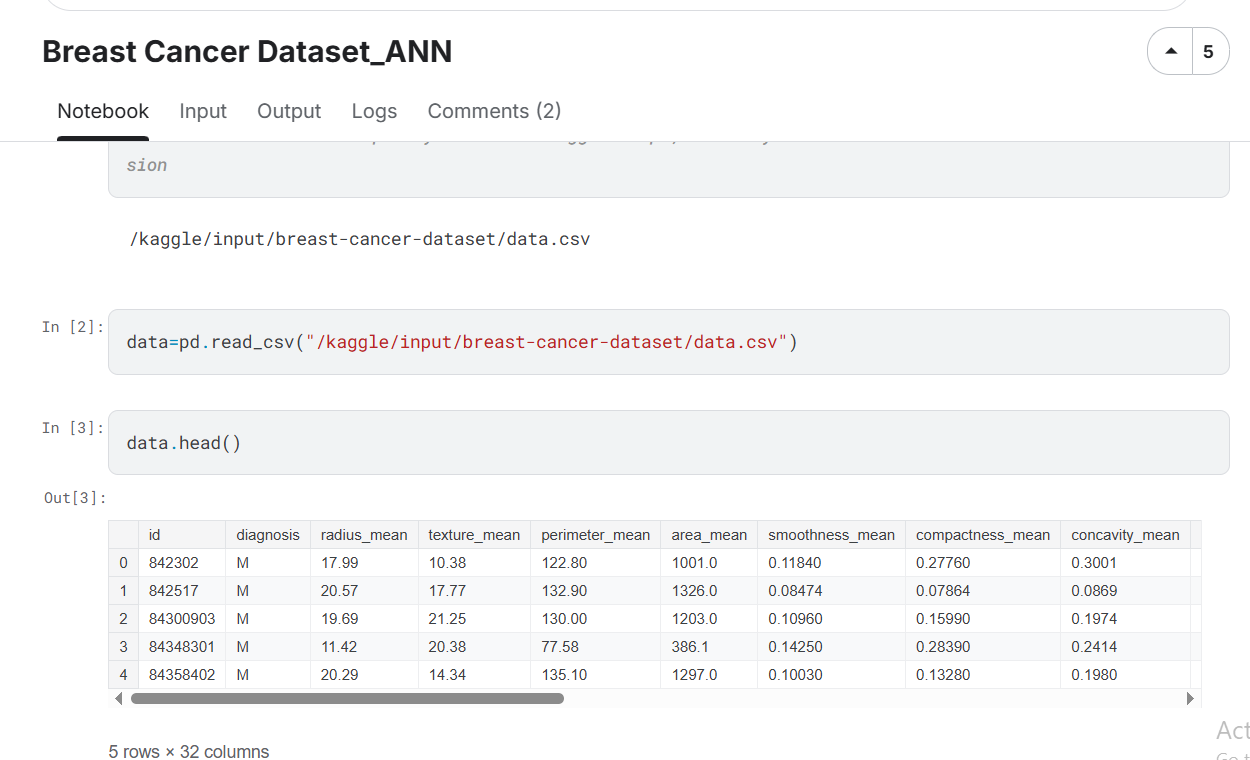 Breast Cancer Dataset_ANN
5
Notebook Input Output Logs Comments (2)
sion
/kaggle/input/breast-cancer-dataset/data.csv
In [2]:
data=pd.read_csv("/kaggle/input/breast-cancer-dataset/data.csv")
In [3]:
data.head()
Out[3]:
id diagnosis radius_mean texture_mean perimeter_mean area_mean smoothness_mean compactness_mean concavity_mean
0 842302 M 17.99 10.38 122.80 1001.0 0.11840 0.27760 0.3001
1 842517 M 20.57 17.77 132.90 1326.0 0.08474 0.07864 0.0869
2 84300903 M 19.69 21.25 130.00 1203.0 0.10960 0.15990 0.1974
3 84348301 M 11.42 20.38 77.58 386.1 0.14250 0.28390 0.2414
4 84358402 M 20.29 14.34 135.10 1297.0 0.10030 0.13280 0.1980
Act
5 rows × 32 columns